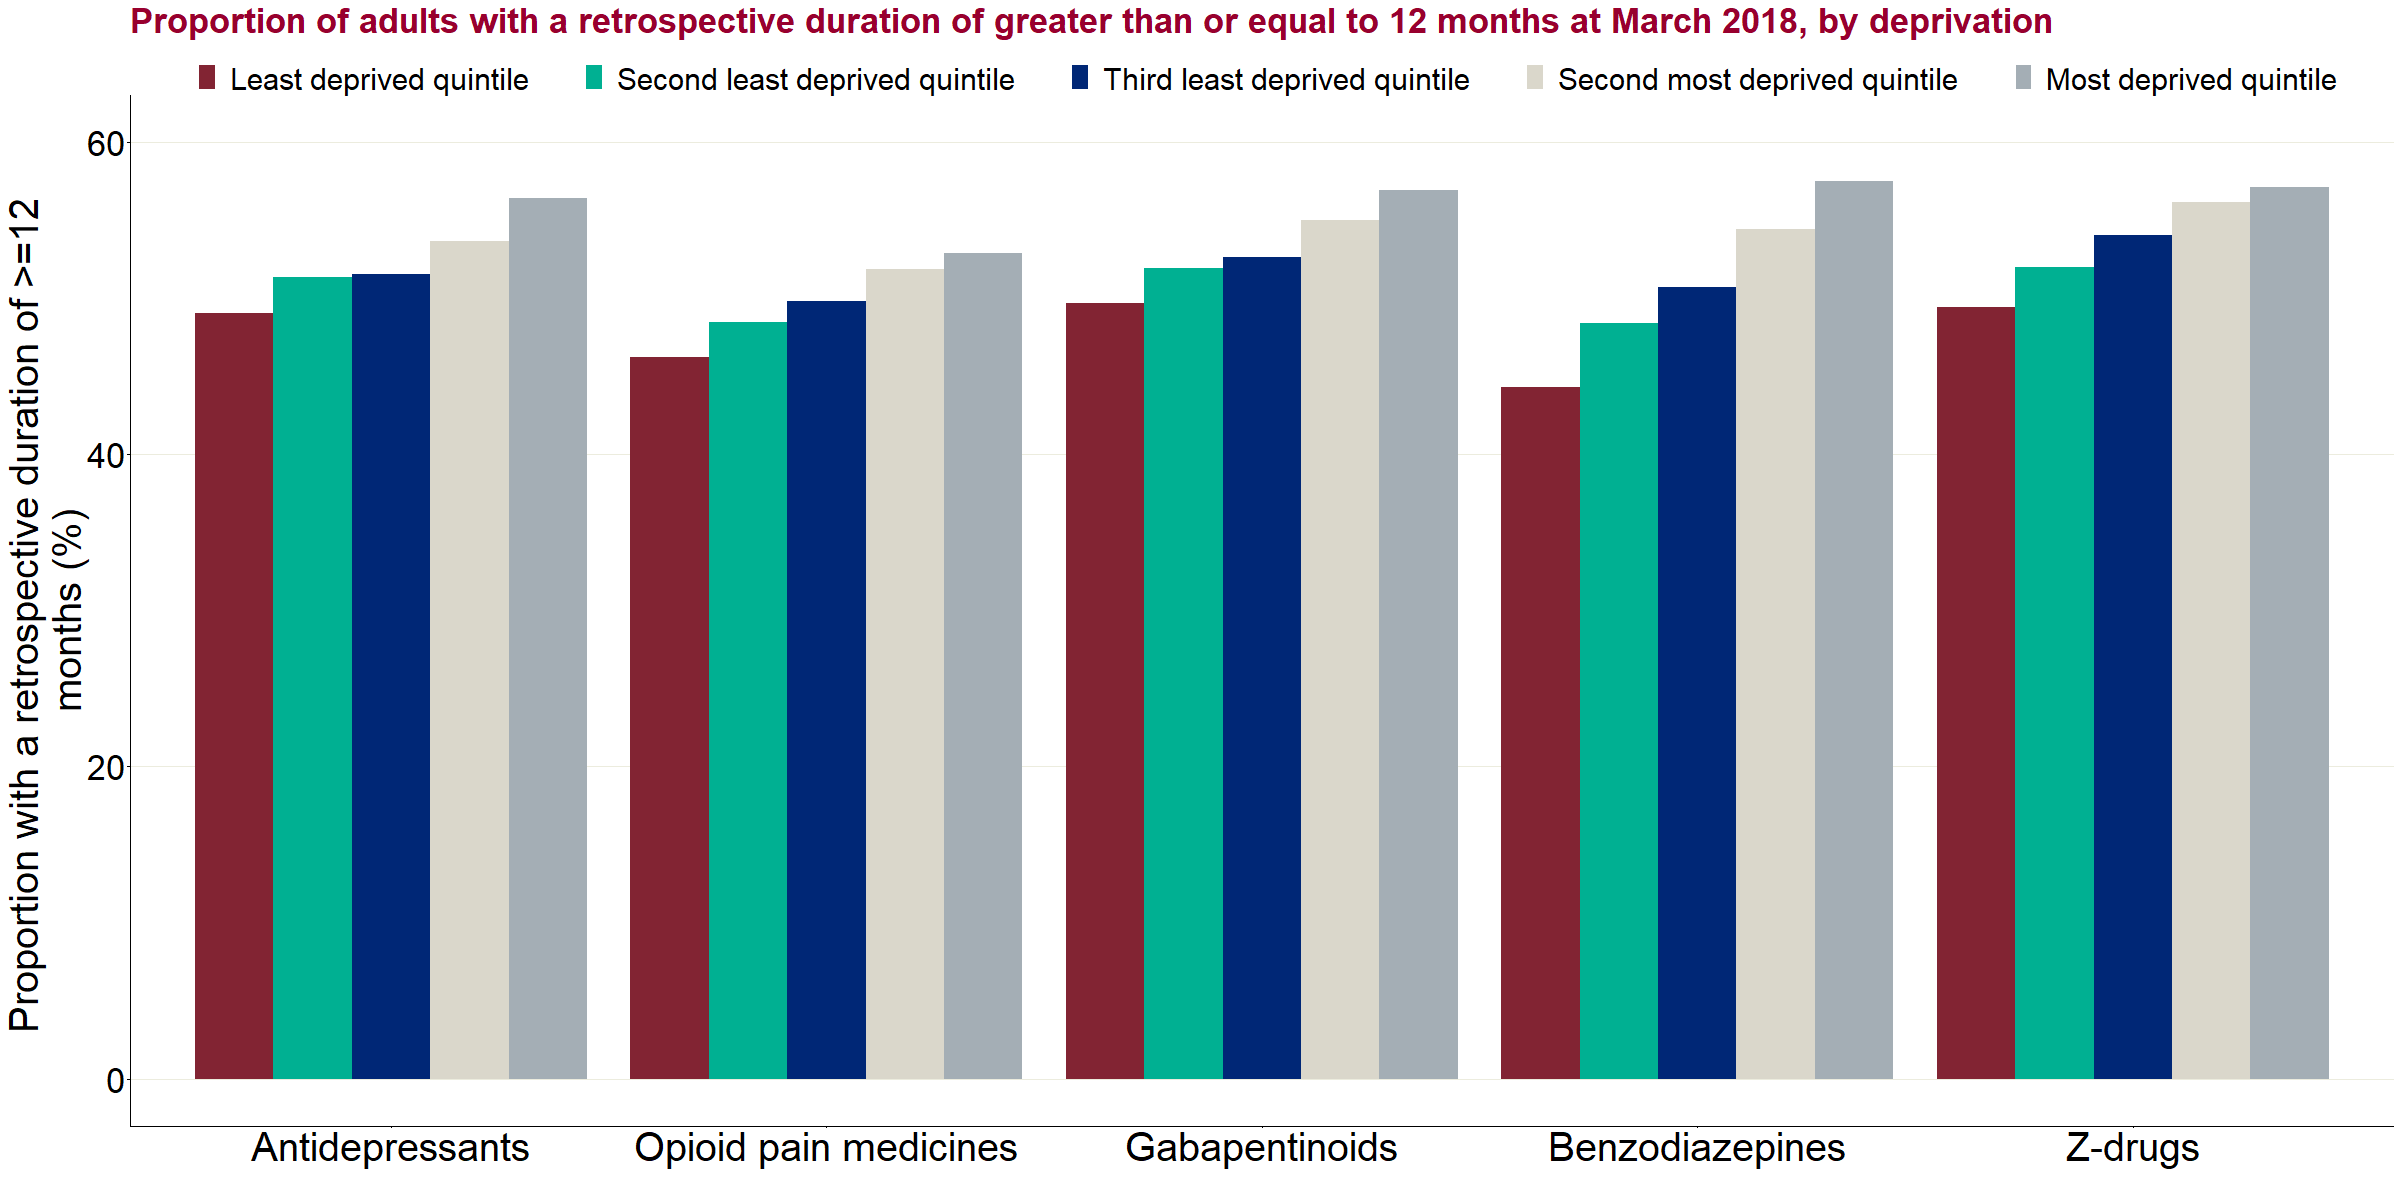 Proportion of adults with a retrospective duration of greater than or equal to 12 months at March 2018, by deprivation
Least deprived quintile
Second least deprived quintile
Third least deprived quintile
Second most deprived quintile
Most deprived quintile
Proportion with a retrospective duration of >=12
months (%)
60
40
20
0
Antidepressants
Opioid pain medicines
Gabapentinoids
Benzodiazepines
Z-drugs